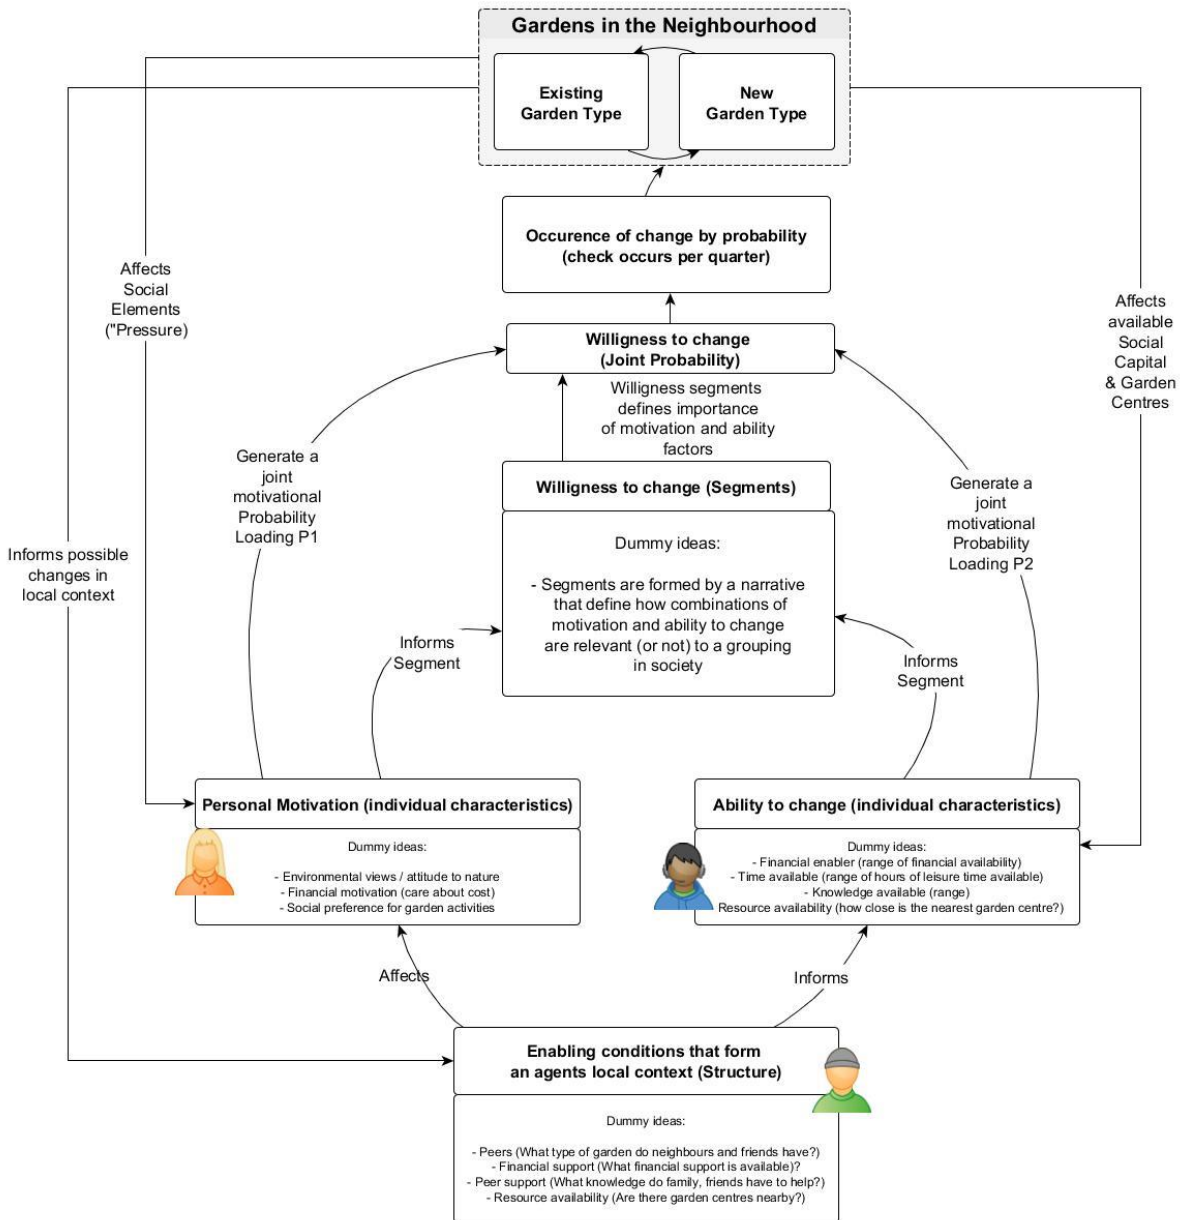 Gardens in the Neighbourhood
Existing
Garden Type
New
Garden Type
Occurence of change by probability
(check occurs per quarter)
Affects
Social
Elements
("Pressure)
Affects
available
Social
Capital
& Garden
Centres
Willigness to change
(Joint Probability)
Willigness segments
defines importance
of motivation and ability
factors
Generate a
joint
motivational
Probability
Loading P1
Willigness to change (Segments)
Generate a
joint
motivational
Probability
Loading P2
Dummy ideas:
- Segments are formed by a narrative
that define how combinations of
motivation and ability to change
are relevant (or not) to a grouping
in society
Informs possible
changes in
local context
Informs
Segment
Informs
Segment
Personal Motivation (individual characteristics)
Dummy ideas:
- Environmental views / attitude to nature
- Financial motivation (care about cost)
- Social preference for garden activities
Ability to change (individual characteristics)
Dummy ideas:
- Financial enabler (range of financial availability)
- Time available (range of hours of leisure time available)
- Knowledge available (range)
Resource availability (how close is the nearest garden centre?)
Affects
Informs
Enabling conditions that form
an agents local context (Structure)
Dummy ideas:
- Peers (What type of garden do neighbours and friends have?)
- Financial support (What financial support is available)?
- Peer support (What knowledge do family, friends have to help?)
- Resource availability (Are there garden centres nearby?)